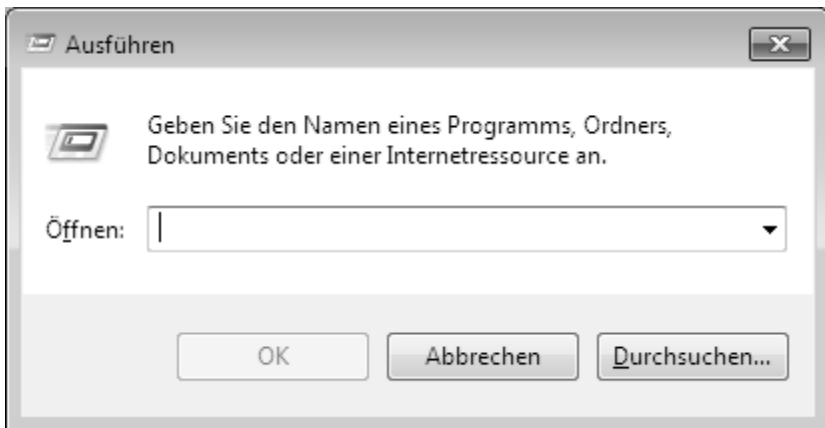 Ausführen
Geben Sie den Namen eines Programms, Ordners,
Dokuments oder einer Internetressource an.
Öffnen:
OK Abbrechen Durchsuchen...